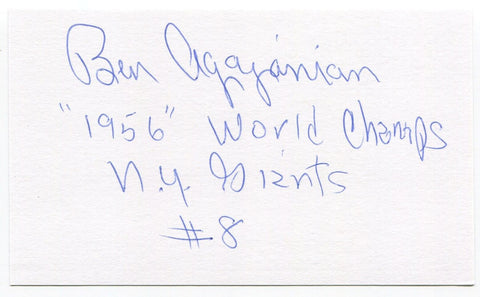 Ben Agajanian
"1956" World Champs
N.Y. Giants
#8